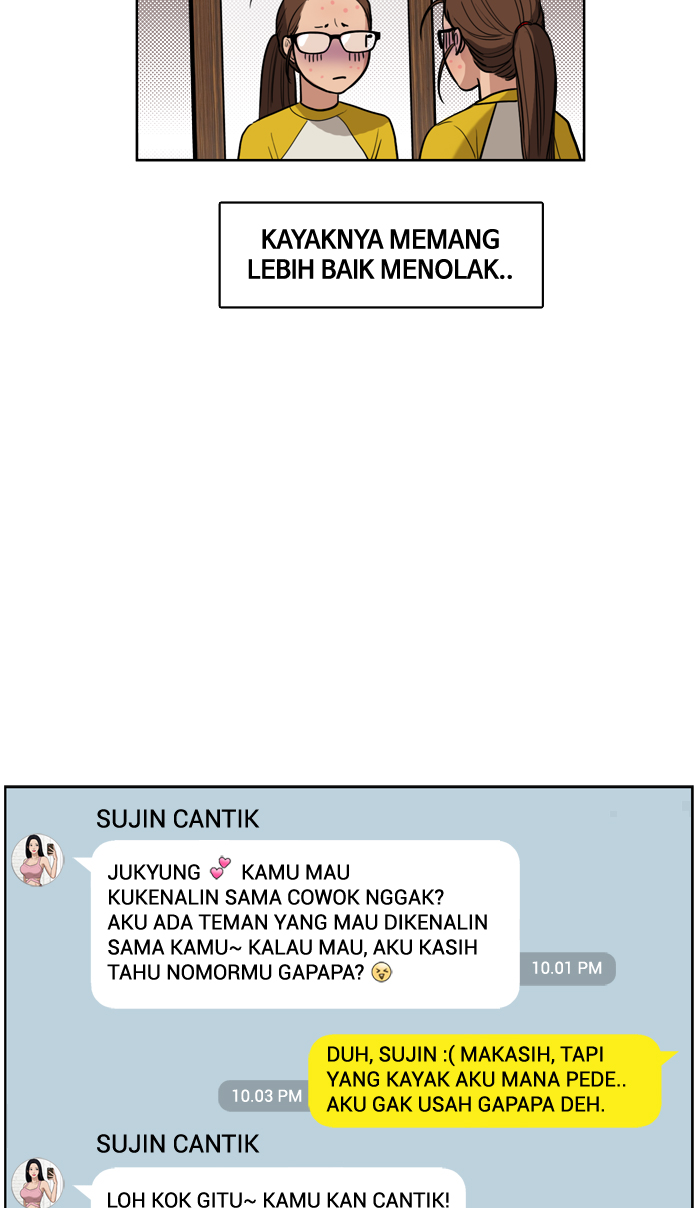 KAYAKNYA MEMANG
LEBIH BAIK MENOLAK..
SUJIN CANTIK
JUKYUNG 💕 KAMU MAU
KUKENALIN SAMA COWOK NGGAK?
AKU ADA TEMAN YANG MAU DIKENALIN
SAMA KAMU~ KALAU MAU, AKU KASIH
TAHU NOMORMU GAPAPA? 😆
10.01 PM
DUH, SUJIN :( MAKASIH, TAPI
YANG KAYAK AKU MANA PEDE..
AKU GAK USAH GAPAPA DEH.
10.03 PM
SUJIN CANTIK
LOH KOK GITU~ KAMU KAN CANTIK!